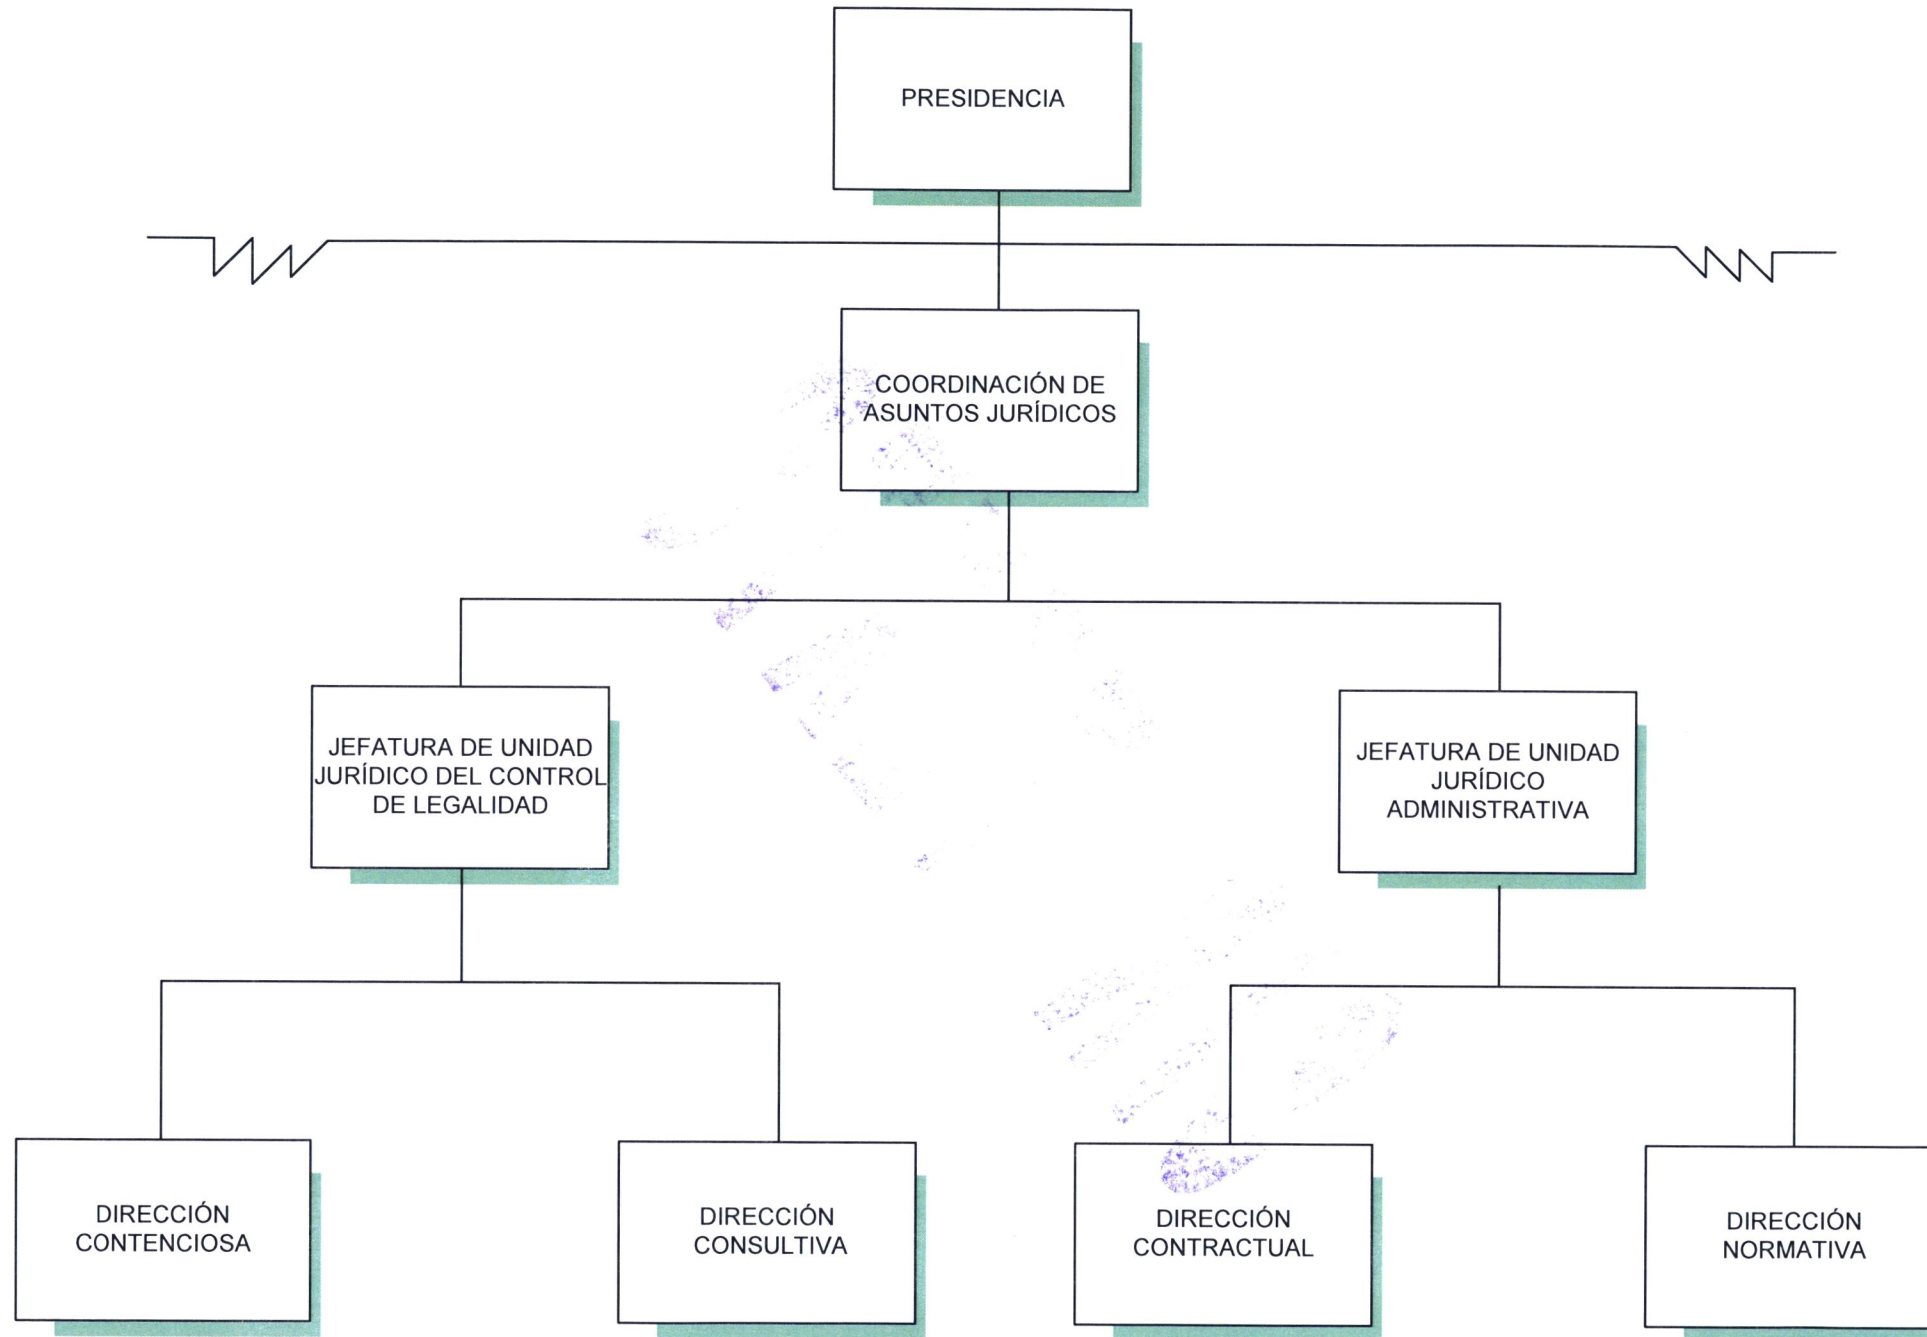 PRESIDENCIA
COORDINACIÓN DE
ASUNTOS JURÍDICOS
JEFATURA DE UNIDAD
JURÍDICO DEL CONTROL
DE LEGALIDAD
JEFATURA DE UNIDAD
JURÍDICO
ADMINISTRATIVA
DIRECCIÓN
CONTENCIOSA
DIRECCIÓN
CONSULTIVA
DIRECCIÓN
CONTRACTUAL
DIRECCIÓN
NORMATIVA